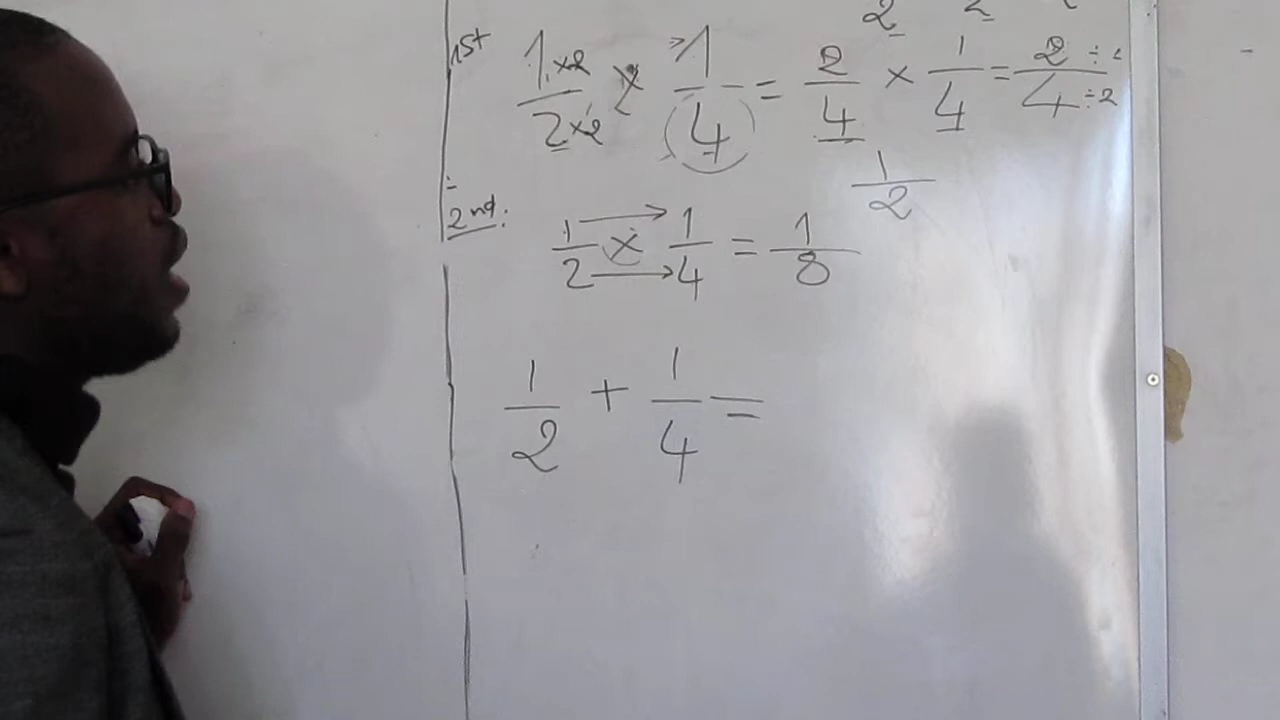 1st 1×2/2×2 × 1/4 = 2/4 × 1/4 = 2/4 ÷2
1/2
2nd: 1/2 × 1/4 = 1/8
1/2 + 1/4 =